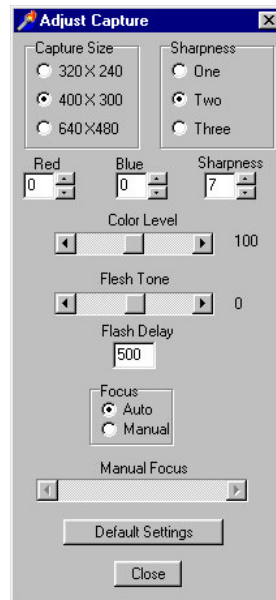 Adjust Capture
Capture Size
Sharpness
320 X 240
One
400 X 300
Two
640 X480
Three
Red
Blue
Sharpness
0
0
7
Color Level
100
Flesh Tone
0
Flash Delay
500
Focus
Auto
Manual
Manual Focus
Default Settings
Close